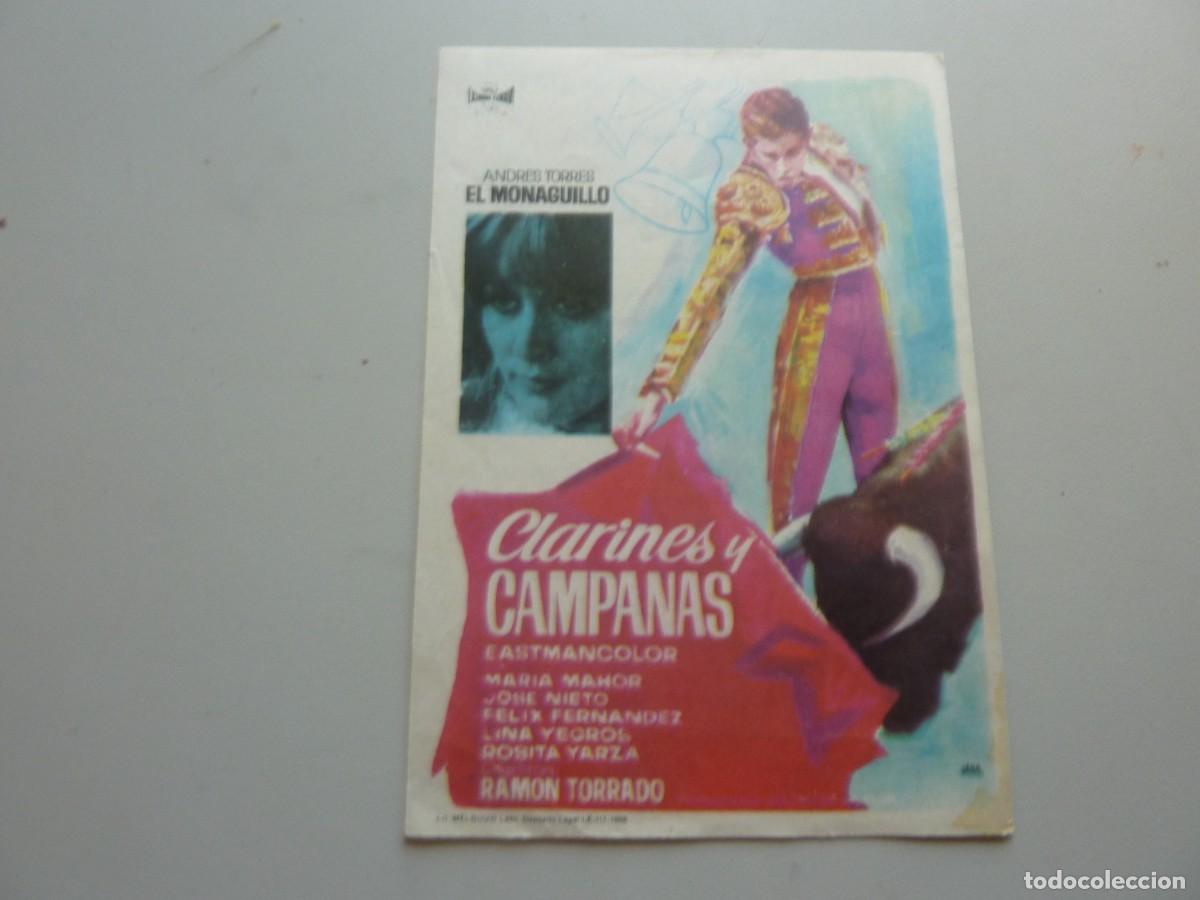 ANDRES TORRES
EL MONAGUILLO
Clarines y
CAMPANAS
EASTMANCOLOR
MARIA MAHOR
JOSE NIETO
FELIX FERNANDEZ
LINA YEGROS
ROSITA YARZA
RAMON TORRADO
todocoleccion